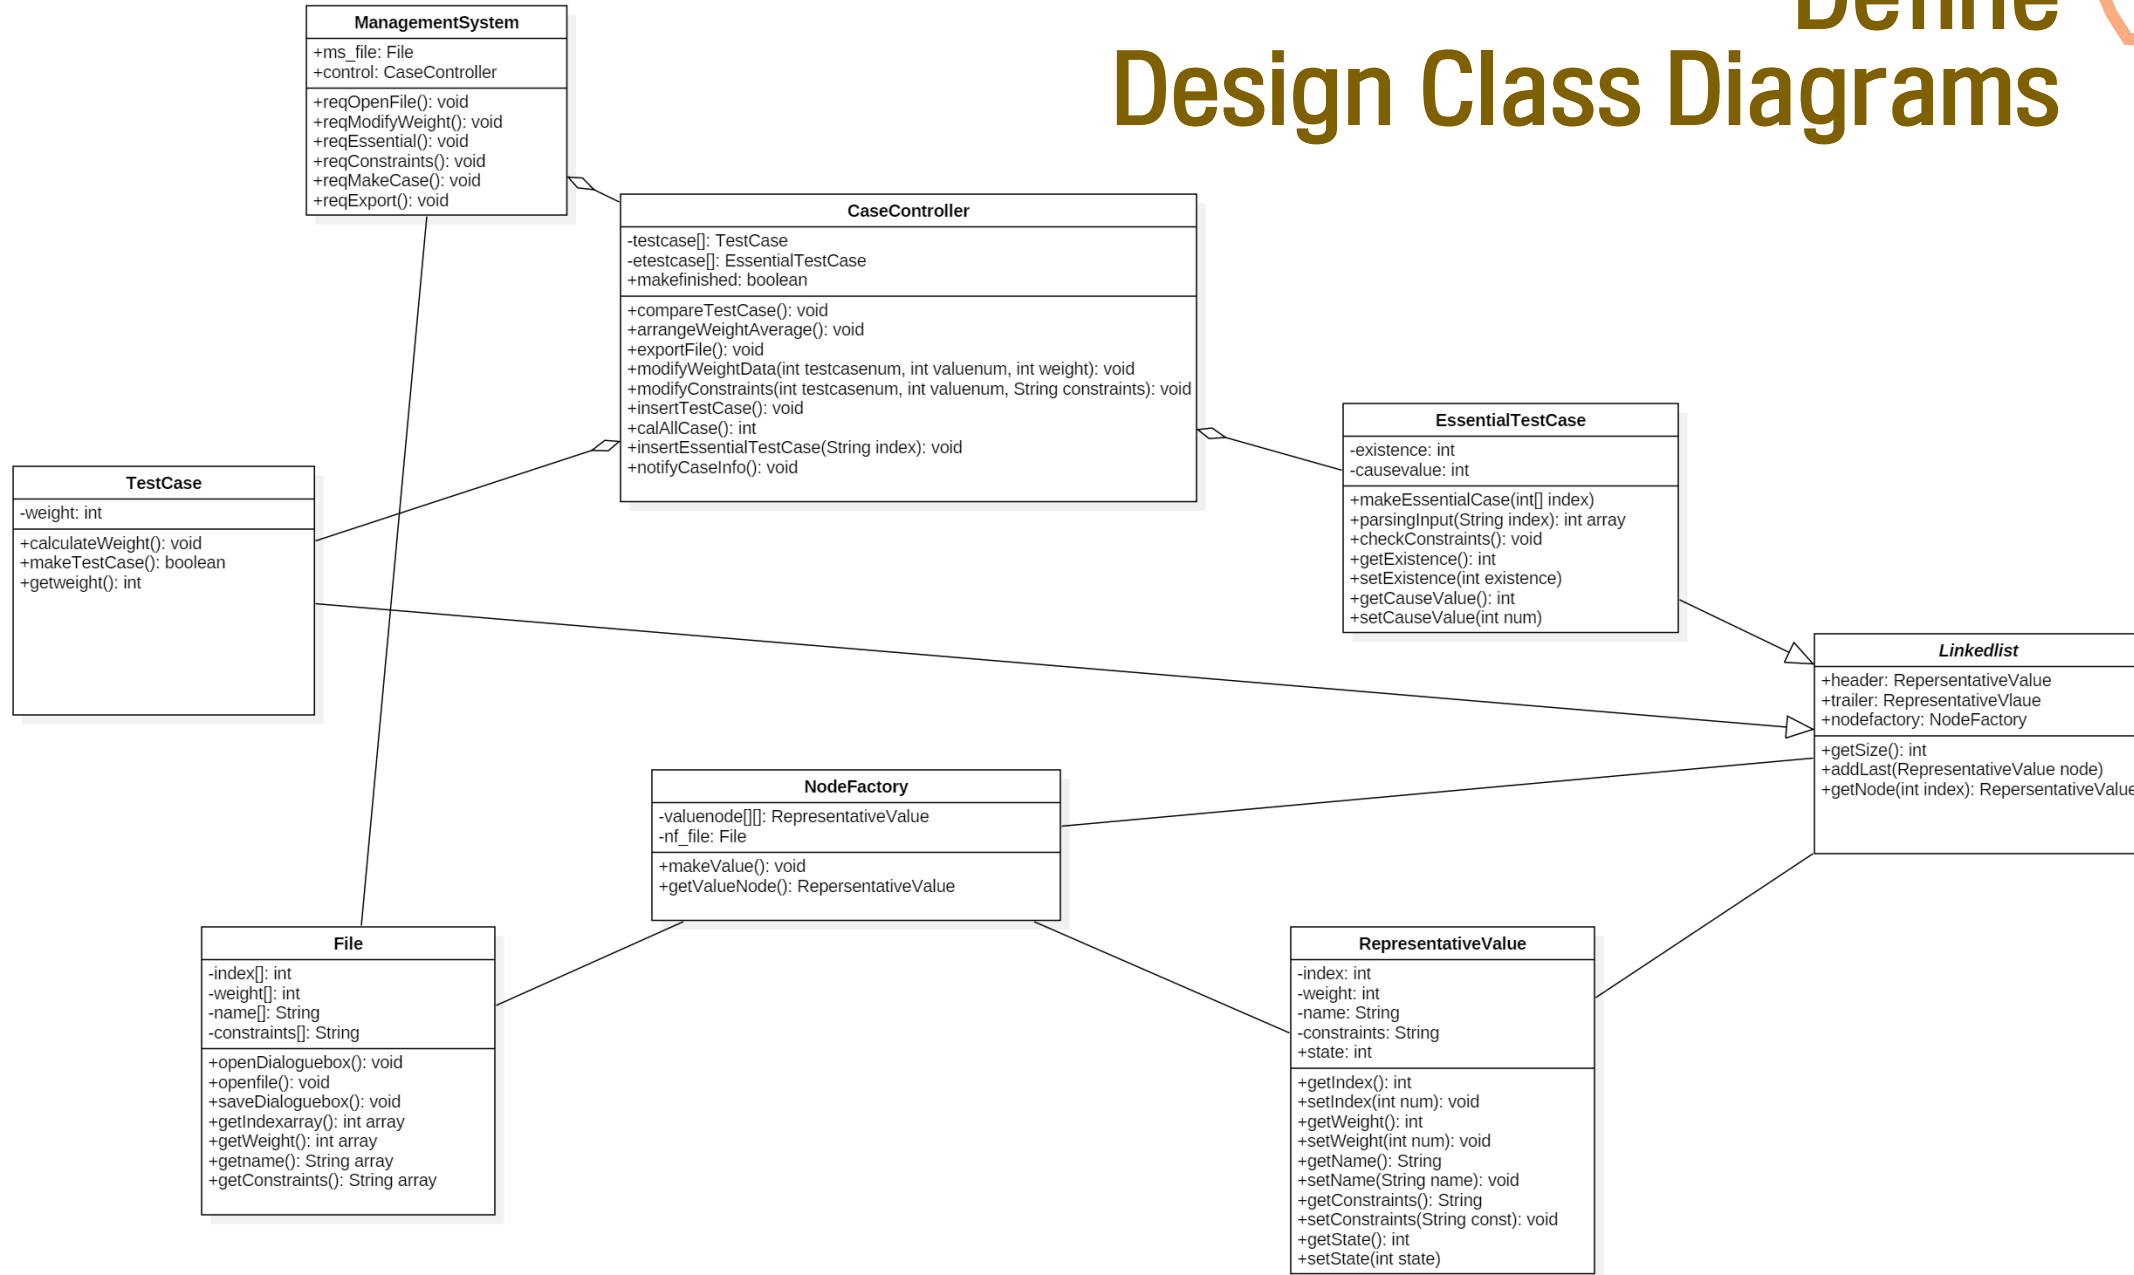 Define
Design Class Diagrams
ManagementSystem
+ms_file: File
+control: CaseController
+reqOpenFile(): void
+reqModifyWeight(): void
+reqEssential(): void
+reqConstraints(): void
+reqMakeCase(): void
+reqExport(): void
CaseController
-testcase[]: TestCase
-etestcase[]: EssentialTestCase
+makefinished: boolean
+compareTestCase(): void
+arrangeWeightAverage(): void
+exportFile(): void
+modifyWeightData(int testcasenum, int valuenum, int weight): void
+modifyConstraints(int testcasenum, int valuenum, String constraints): void
+insertTestCase(): void
+calAllCase(): int
+insertEssentialTestCase(String index): void
+notifyCaseInfo(): void
EssentialTestCase
-existence: int
-causevalue: int
+makeEssentialCase(int[] index)
+parsingInput(String index): int array
+checkConstraints(): void
+getExistence(): int
+setExistence(int existence)
+getCauseValue(): int
+setCauseValue(int num)
TestCase
-weight: int
+calculateWeight(): void
+makeTestCase(): boolean
+getweight(): int
Linkedlist
+header: RepersentativeValue
+trailer: RepresentativeVlaue
+nodefactory: NodeFactory
+getSize(): int
+addLast(RepresentativeValue node)
+getNode(int index): RepersentativeValue
NodeFactory
-valuenode[][]: RepresentativeValue
-nf_file: File
+makeValue(): void
+getValueNode(): RepersentativeValue
File
-index[]: int
-weight[]: int
-name[]: String
-constraints[]: String
+openDialoguebox(): void
+openfile(): void
+saveDialoguebox(): void
+getIndexarray(): int array
+getWeight(): int array
+getname(): String array
+getConstraints(): String array
RepresentativeValue
-index: int
-weight: int
-name: String
-constraints: String
+state: int
+getIndex(): int
+setIndex(int num): void
+getWeight(): int
+setWeight(int num): void
+getName(): String
+setName(String name): void
+getConstraints(): String
+setConstraints(String const): void
+getState(): int
+setState(int state)